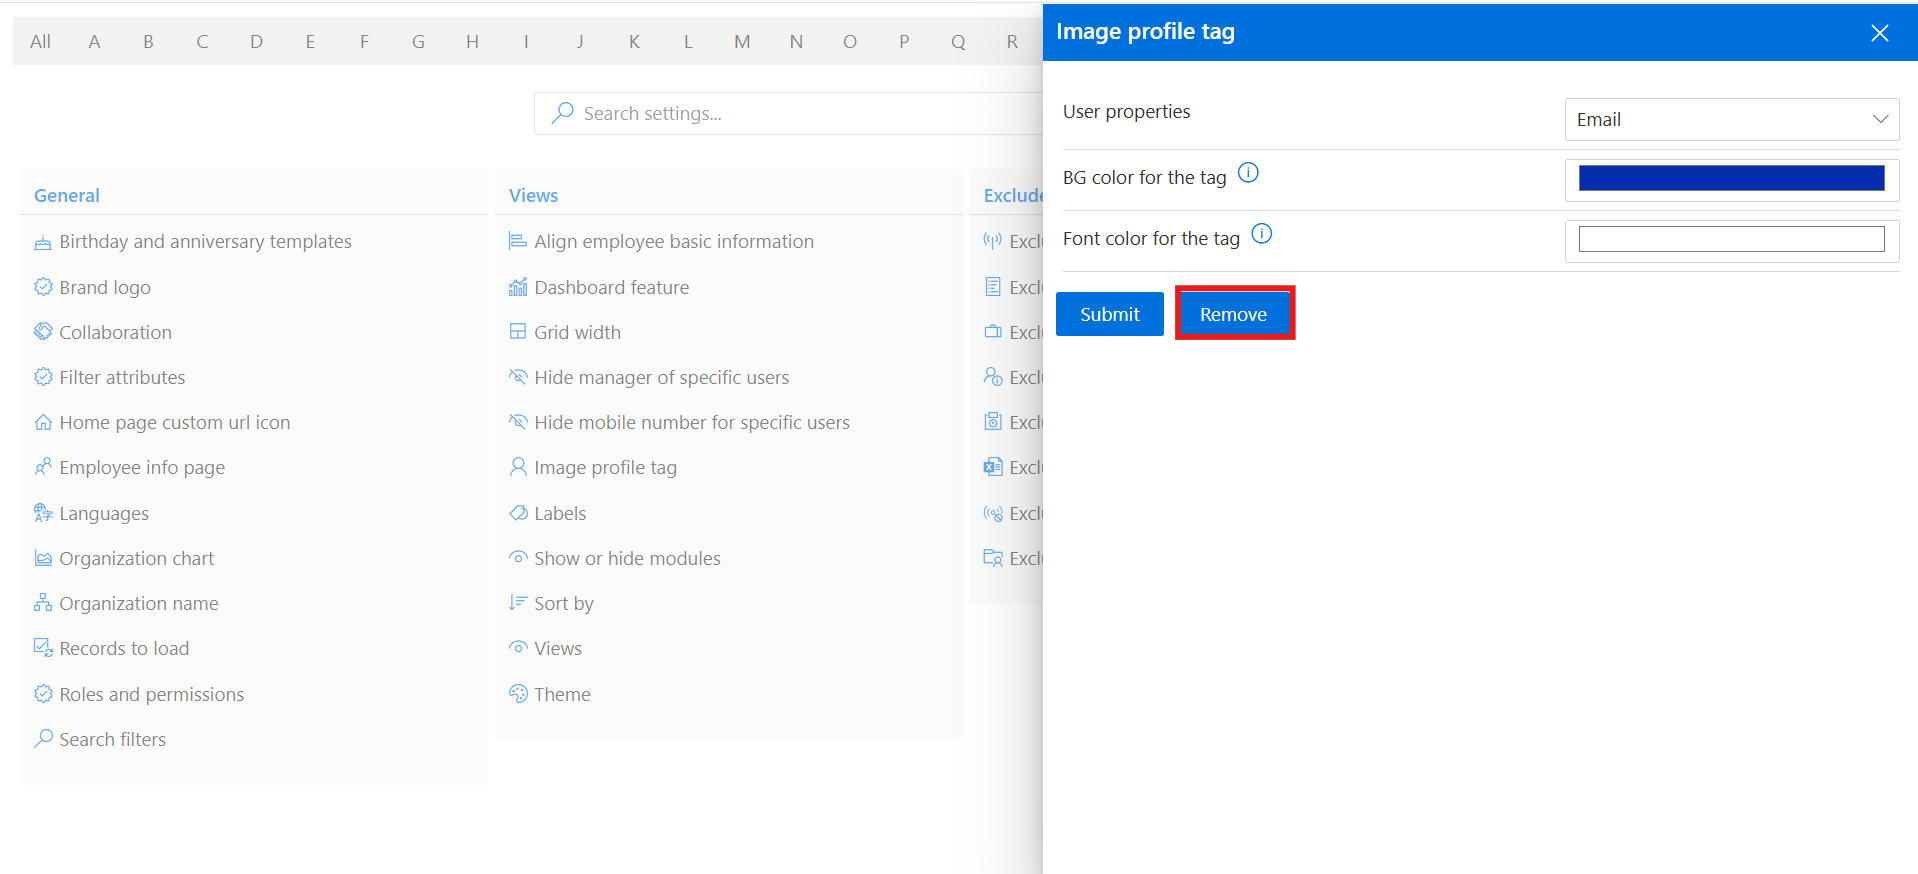 All A B C D E F G H I J K L M N O P Q R
Search settings...
General
Birthday and anniversary templates
Brand logo
Collaboration
Filter attributes
Home page custom url icon
Employee info page
Languages
Organization chart
Organization name
Records to load
Roles and permissions
Search filters
Views
Align employee basic information
Dashboard feature
Grid width
Hide manager of specific users
Hide mobile number for specific users
Image profile tag
Labels
Show or hide modules
Sort by
Views
Theme
Exclude
Excl
Excl
Excl
Excl
Excl
Excl
Excl
Excl
Image profile tag
User properties
Email
BG color for the tag
Font color for the tag
Submit Remove